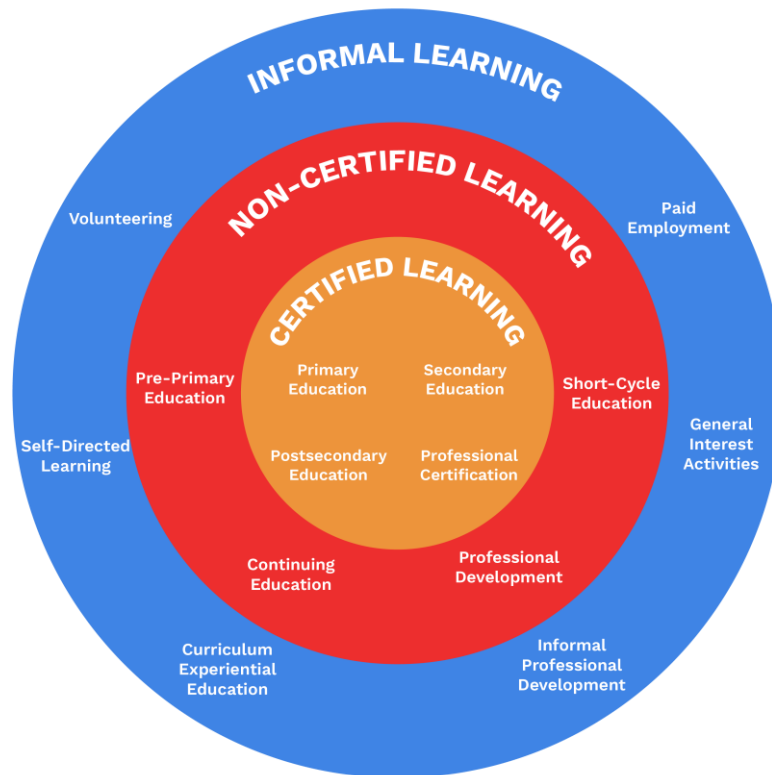 INFORMAL LEARNING
NON-CERTIFIED LEARNING
CERTIFIED LEARNING
Volunteering
Paid
Employment
Pre-Primary
Education
Primary
Education
Secondary
Education
Short-Cycle
Education
Self-Directed
Learning
Postsecondary
Education
Professional
Certification
General
Interest
Activities
Continuing
Education
Professional
Development
Curriculum
Experiential
Education
Informal
Professional
Development